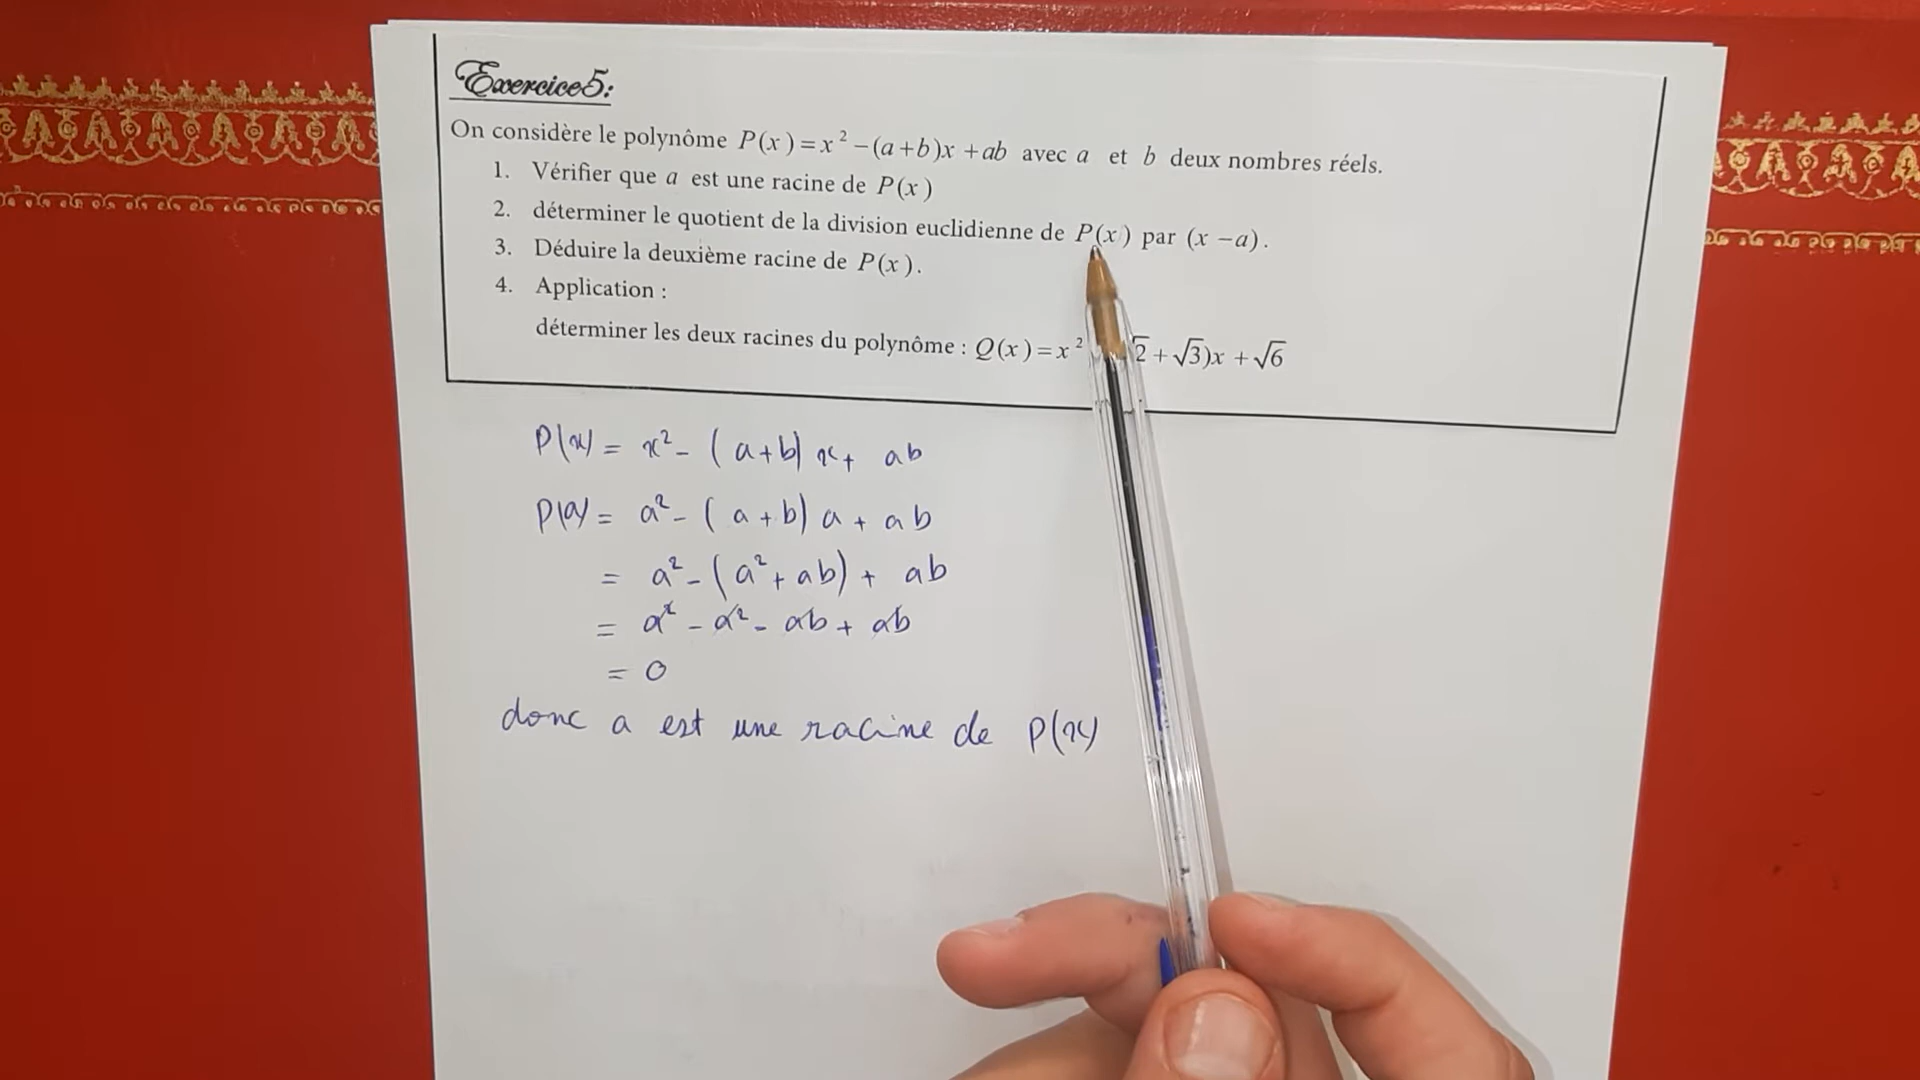 Exercice5:
On considère le polynôme P(x)=x²−(a+b)x+ab avec a et b deux nombres réels.
1. Vérifier que a est une racine de P(x)
2. déterminer le quotient de la division euclidienne de P(x) par (x−a).
3. Déduire la deuxième racine de P(x).
4. Application :
déterminer les deux racines du polynôme : Q(x)=x² 2+√3)x+√6
P(x) = x² - (a+b) x + ab
P(a) = a² - (a+b) a + ab
= a² - (a² + ab) + ab
= a² - a² - ab + ab
= 0
donc a est une racine de P(x)